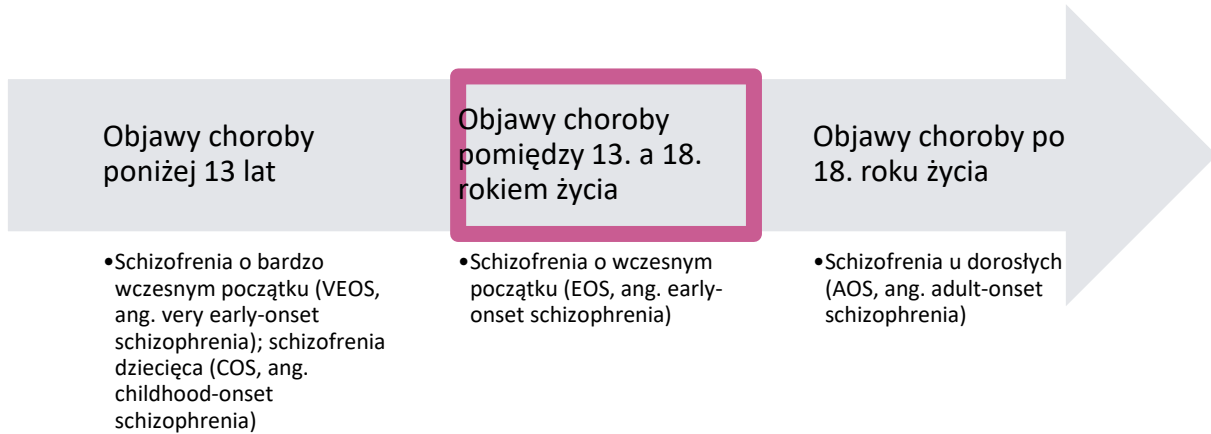 Objawy choroby
poniżej 13 lat
•Schizofrenia o bardzo
wczesnym początku (VEOS,
ang. very early-onset
schizophrenia); schizofrenia
dziecięca (COS, ang.
childhood-onset
schizophrenia)
Objawy choroby
pomiędzy 13. a 18.
rokiem życia
•Schizofrenia o wczesnym
początku (EOS, ang. early-
onset schizophrenia)
Objawy choroby po
18. roku życia
•Schizofrenia u dorosłych
(AOS, ang. adult-onset
schizophrenia)